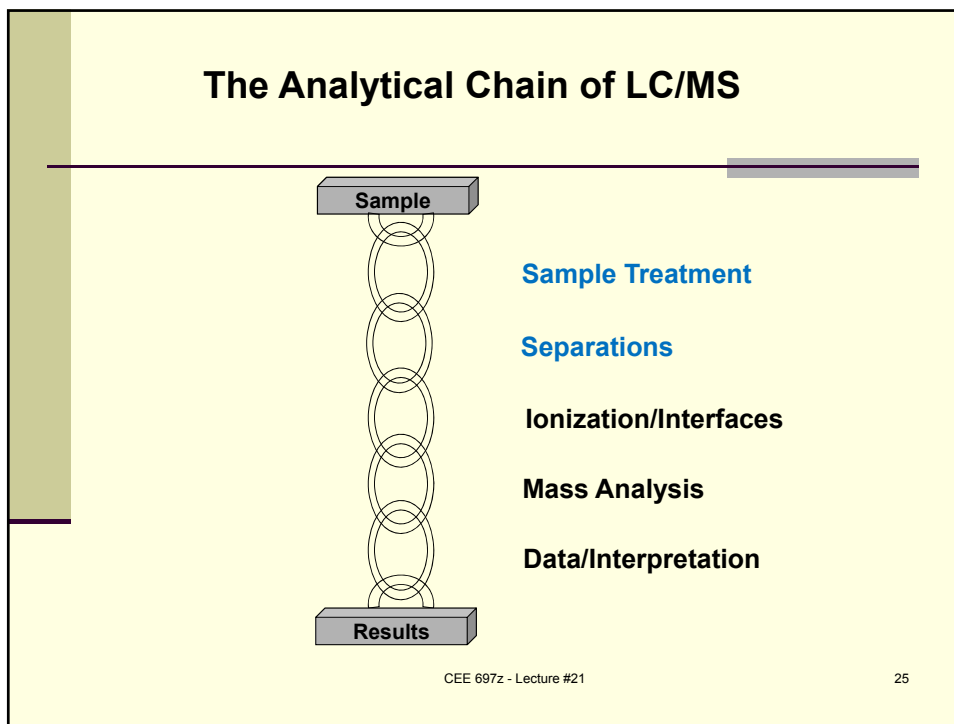 The Analytical Chain of LC/MS
Sample
Sample Treatment
Separations
Ionization/Interfaces
Mass Analysis
Data/Interpretation
Results
CEE 697z - Lecture #21
25